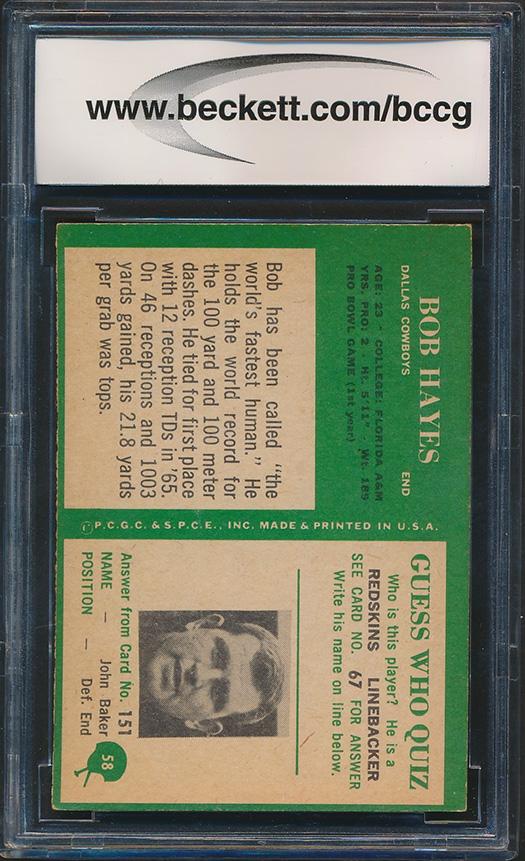 www.beckett.com/bccg
BOB HAYES
DALLAS COWBOYS END
AGE: 23 - COLLEGE: FLORIDA A&M
YRS. PRO: 2 - Ht. 5'11" - Wt. 189
PRO BOWL GAME (1st year)
Bob has been called "the
world's fastest human." He
holds the world record for
the 100 yard and 100 meter
dashes. He tied for first place
with 12 reception TDs in '65.
On 46 receptions and 1003
yards gained, his 21.8 yards
per grab was tops.
©P.C.G.C. & S.P.C.E., INC. MADE & PRINTED IN U.S.A.
GUESS WHO QUIZ
Who is this player? He is a
REDSKINS LINEBACKER
SEE CARD NO. 67 FOR ANSWER
Write his name on line below.
Answer from Card No. 151
NAME — John Baker
POSITION — Def. End
58